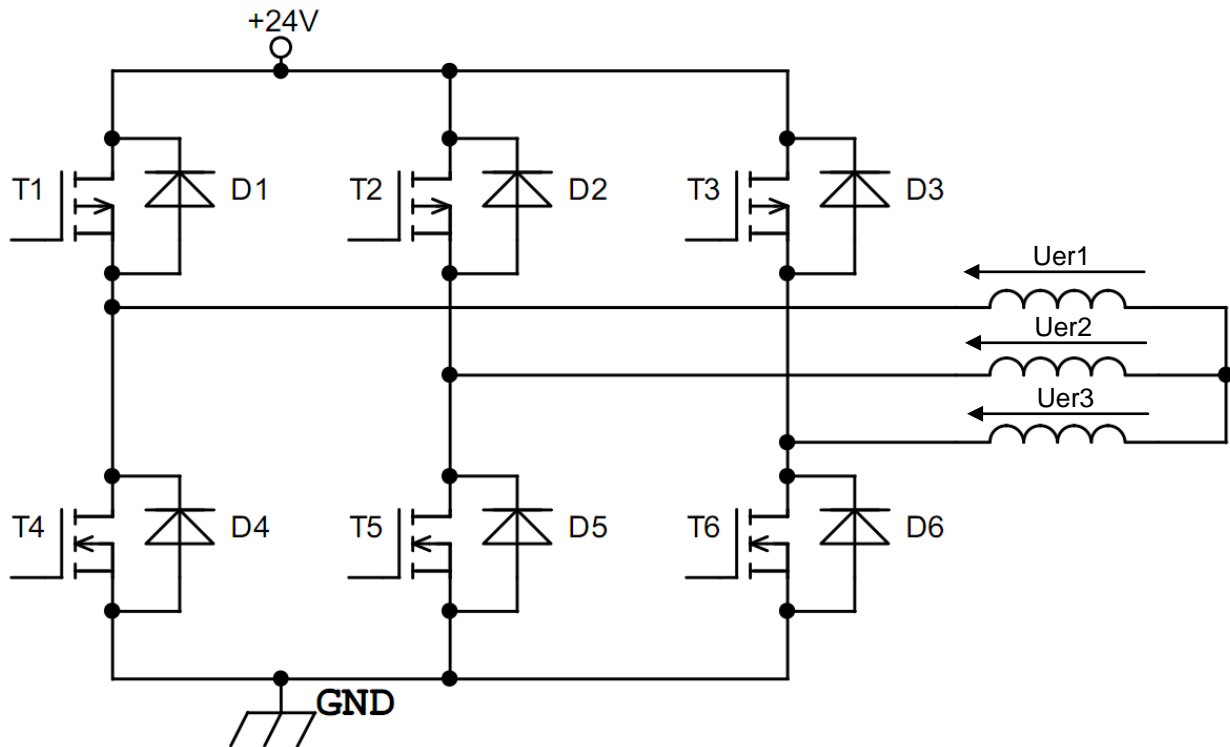 +24V
T1 D1 T2 D2 T3 D3
Uer1
Uer2
Uer3
T4 D4 T5 D5 T6 D6
GND